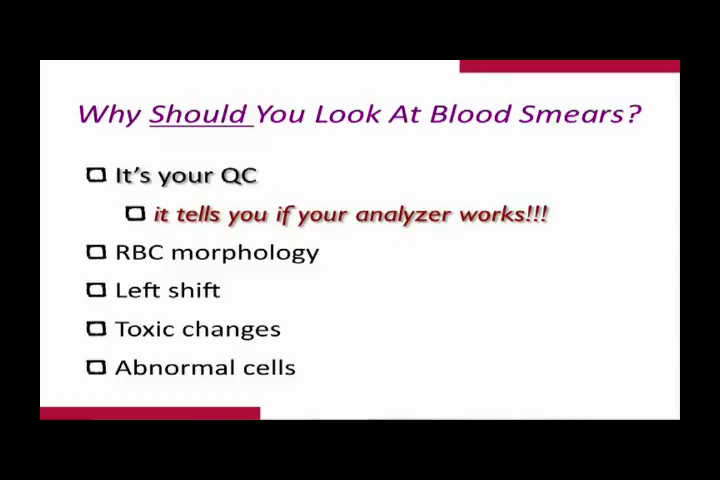 Why Should You Look At Blood Smears?
It's your QC
it tells you if your analyzer works!!!
RBC morphology
Left shift
Toxic changes
Abnormal cells